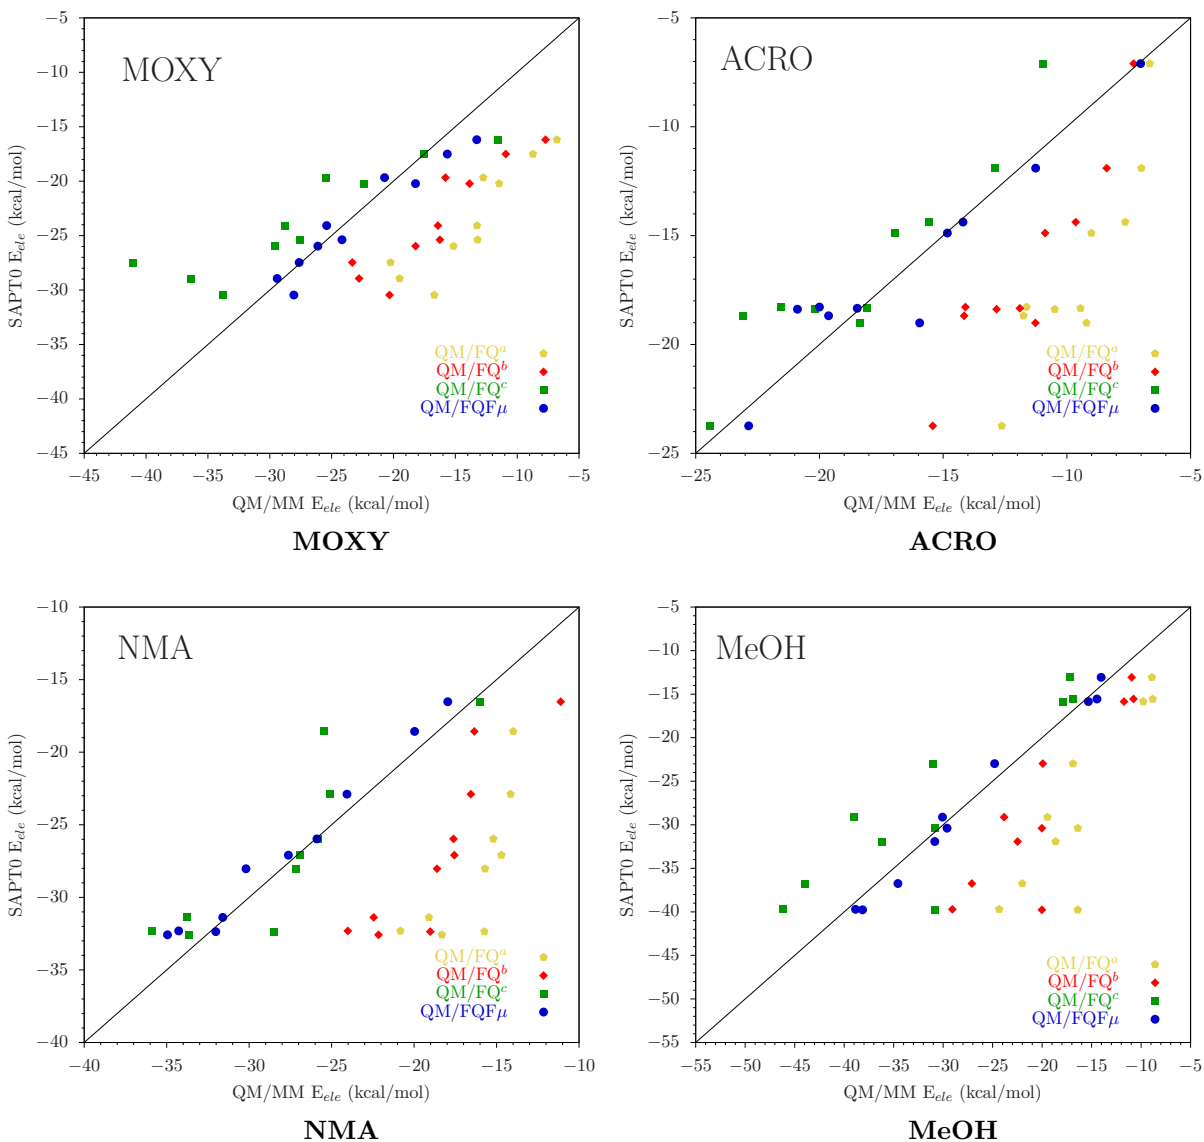 MOXY
SAPT0 E_ele (kcal/mol)
−5
−10
−15
−20
−25
−30
−35
−40
−45
QM/FQ^a
QM/FQ^b
QM/FQ^c
QM/FQFμ
−45 −40 −35 −30 −25 −20 −15 −10 −5
QM/MM E_ele (kcal/mol)
MOXY
ACRO
SAPT0 E_ele (kcal/mol)
−5
−10
−15
−20
−25
QM/FQ^a
QM/FQ^b
QM/FQ^c
QM/FQFμ
−25 −20 −15 −10 −5
QM/MM E_ele (kcal/mol)
ACRO
NMA
SAPT0 E_ele (kcal/mol)
−10
−15
−20
−25
−30
−35
−40
QM/FQ^a
QM/FQ^b
QM/FQ^c
QM/FQFμ
−40 −35 −30 −25 −20 −15 −10
QM/MM E_ele (kcal/mol)
NMA
MeOH
SAPT0 E_ele (kcal/mol)
−5
−10
−15
−20
−25
−30
−35
−40
−45
−50
−55
QM/FQ^a
QM/FQ^b
QM/FQ^c
QM/FQFμ
−55 −50 −45 −40 −35 −30 −25 −20 −15 −10 −5
QM/MM E_ele (kcal/mol)
MeOH